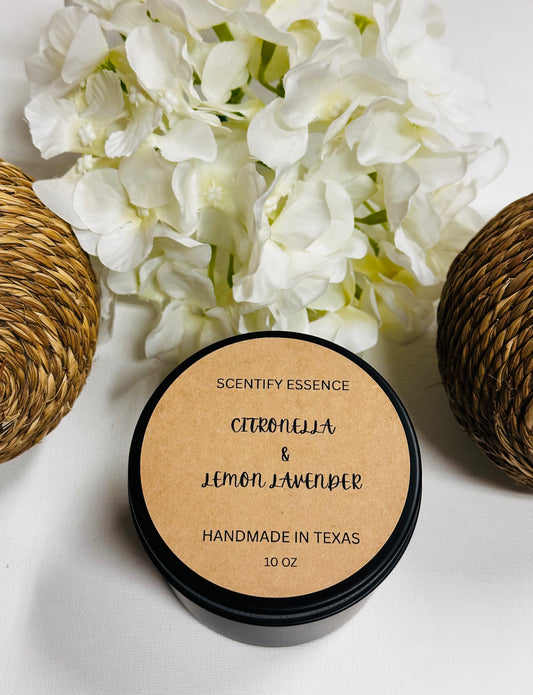 SCENTIFY ESSENCE
CITRONELLA
&
LEMON LAVENDER
HANDMADE IN TEXAS
10 OZ